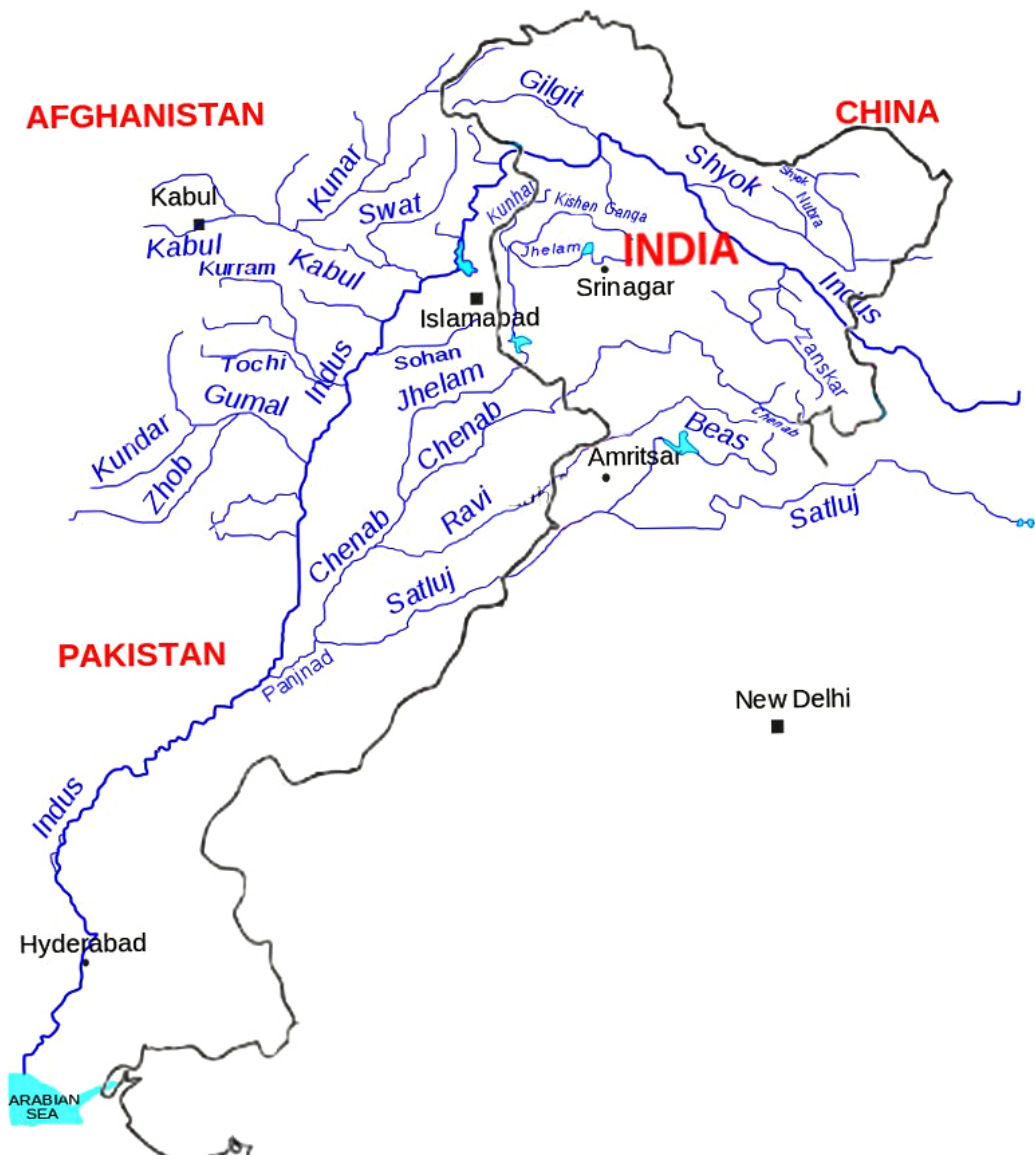 Gilgit
AFGHANISTAN
CHINA
Shyok
Shyok
Kunar
Kabul
Kunhar
Kishen Ganga
Nubra
Swat
Kabul
Jhelam
INDIA
Kurram
Kabul
Srinagar
Indus
Islamabad
Sohan
Zanskar
Tochi
Indus
Jhelam
Gumal
Chenab
Chenab
Beas
Kundar
Amritsar
Zhob
Ravi
Satluj
Chenab
Satluj
PAKISTAN
Panjnad
New Delhi
Indus
Hyderabad
ARABIAN
SEA